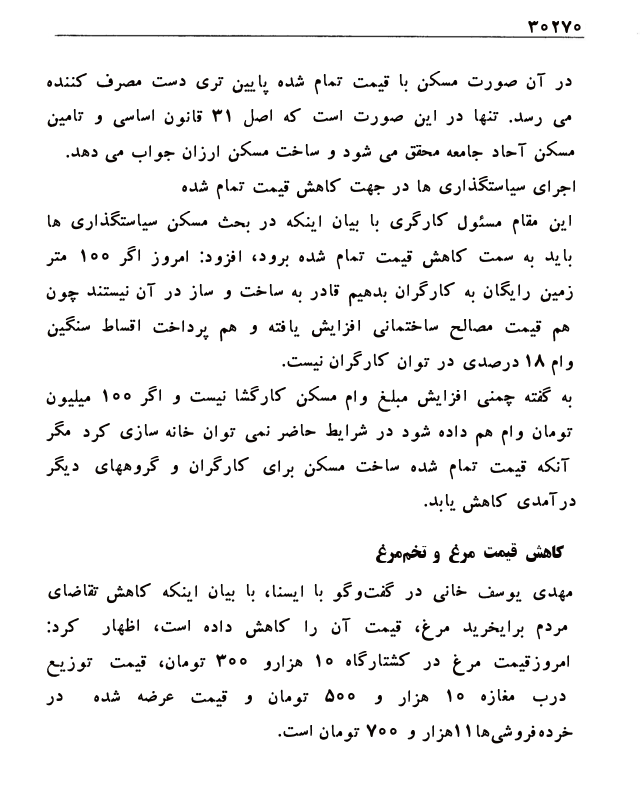 ۳۰۲۷۰
در آن صورت مسکن با قیمت تمام شده پایین تری دست مصرف کننده
می رسد. تنها در این صورت است که اصل ۳۱ قانون اساسی و تامین
مسکن آحاد جامعه محقق می شود و ساخت مسکن ارزان جواب می دهد.
اجرای سیاستگذاری ها در جهت کاهش قیمت تمام شده
این مقام مسئول کارگری با بیان اینکه در بحث مسکن سیاستگذاری ها
باید به سمت کاهش قیمت تمام شده برود، افزود: امروز اگر ۱۰۰ متر
زمین رایگان به کارگران بدهیم قادر به ساخت و ساز در آن نیستند چون
هم قیمت مصالح ساختمانی افزایش یافته و هم پرداخت اقساط سنگین
وام ۱۸ درصدی در توان کارگران نیست.
به گفته چمنی افزایش مبلغ وام مسکن کارگشا نیست و اگر ۱۰۰ میلیون
تومان وام هم داده شود در شرایط حاضر نمی توان خانه سازی کرد مگر
آنکه قیمت تمام شده ساخت مسکن برای کارگران و گروههای دیگر
درآمدی کاهش یابد.
کاهش قیمت مرغ و تخم‌مرغ
مهدی یوسف خانی در گفت‌وگو با ایسنا، با بیان اینکه کاهش تقاضای
مردم برایخرید مرغ، قیمت آن را کاهش داده است، اظهار کرد:
امروزقیمت مرغ در کشتارگاه ۱۰ هزارو ۳۰۰ تومان، قیمت توزیع
درب مغازه ۱۰ هزار و ۵۰۰ تومان و قیمت عرضه شده در
خرده‌فروشی‌ها۱۱هزار و ۷۰۰ تومان است.